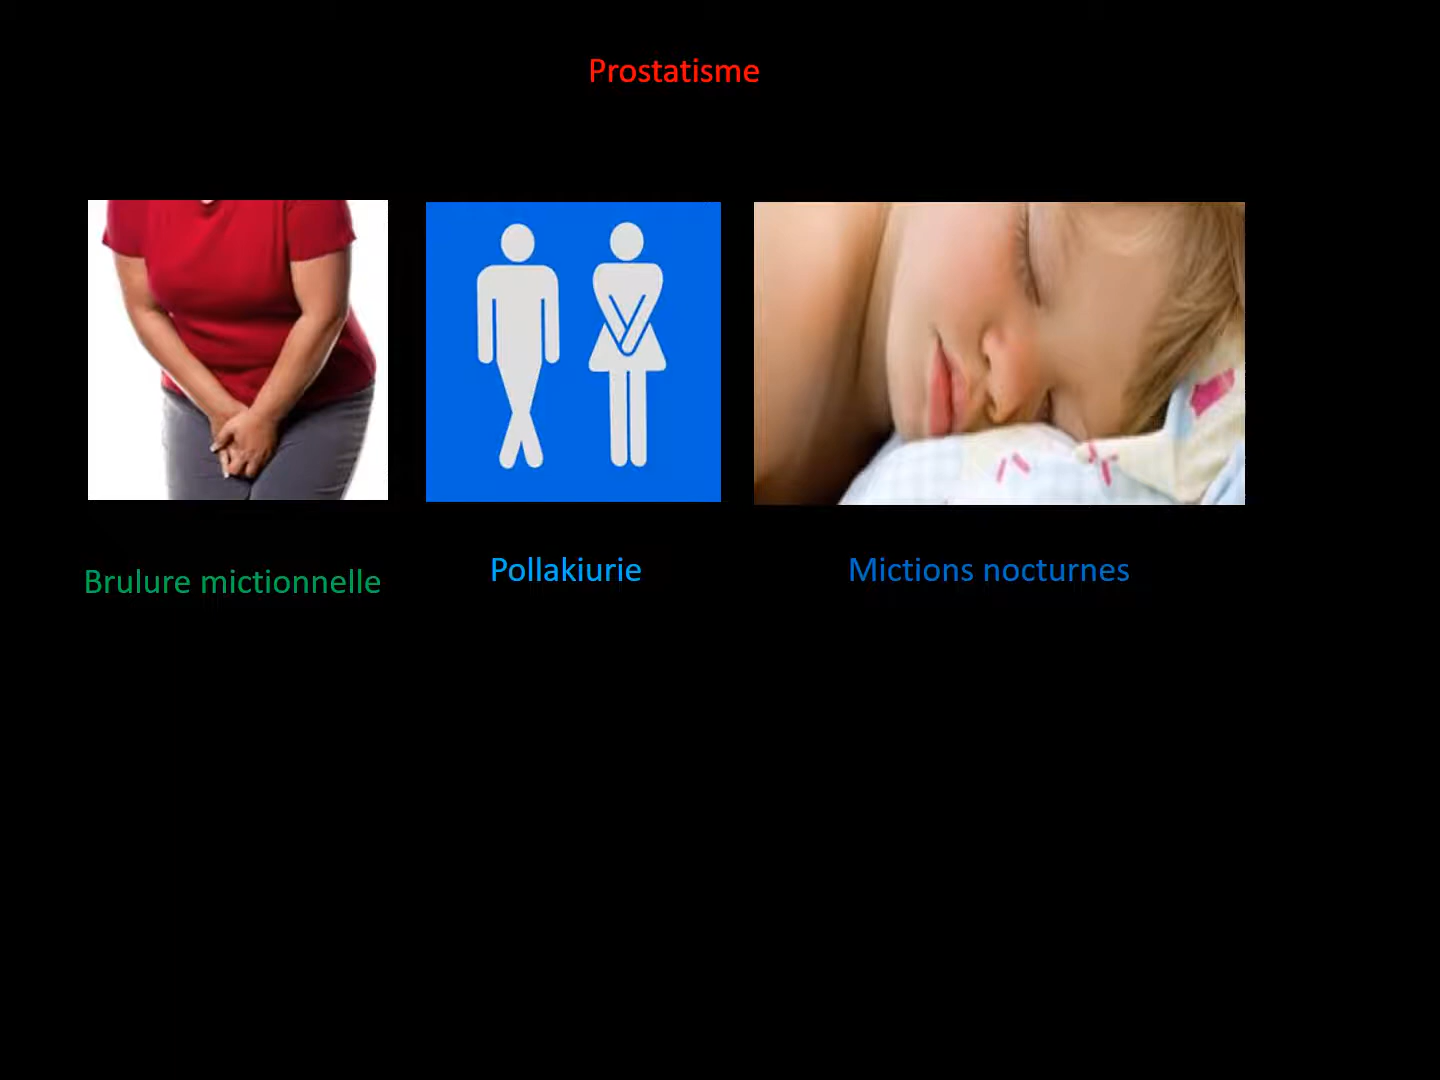 Prostatisme
Brulure mictionnelle
Pollakiurie
Mictions nocturnes